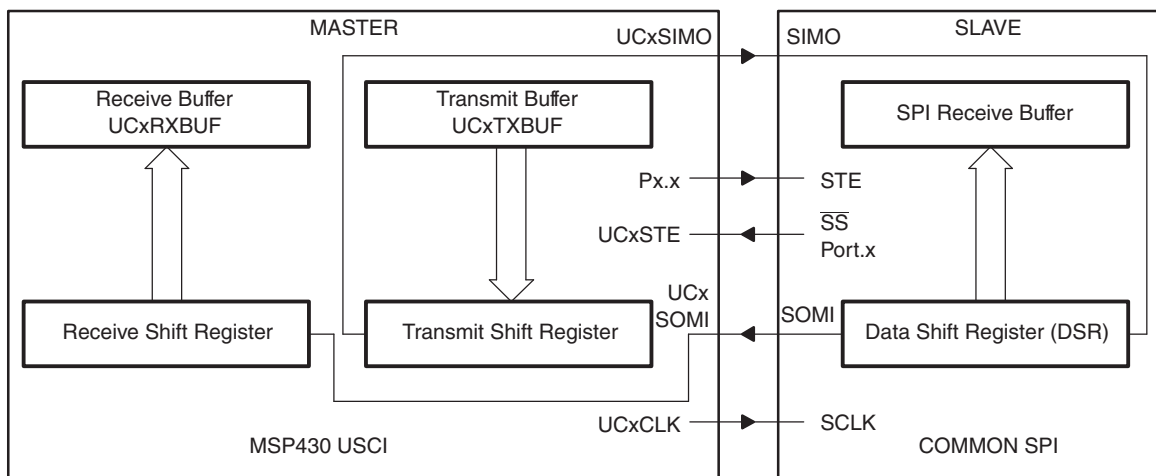 MASTER
UCxSIMO
SIMO
SLAVE
Receive Buffer
UCxRXBUF
Transmit Buffer
UCxTXBUF
SPI Receive Buffer
Px.x
STE
UCxSTE
SS
Port.x
UCx
SOMI
SOMI
Receive Shift Register
Transmit Shift Register
Data Shift Register (DSR)
UCxCLK
SCLK
MSP430 USCI
COMMON SPI